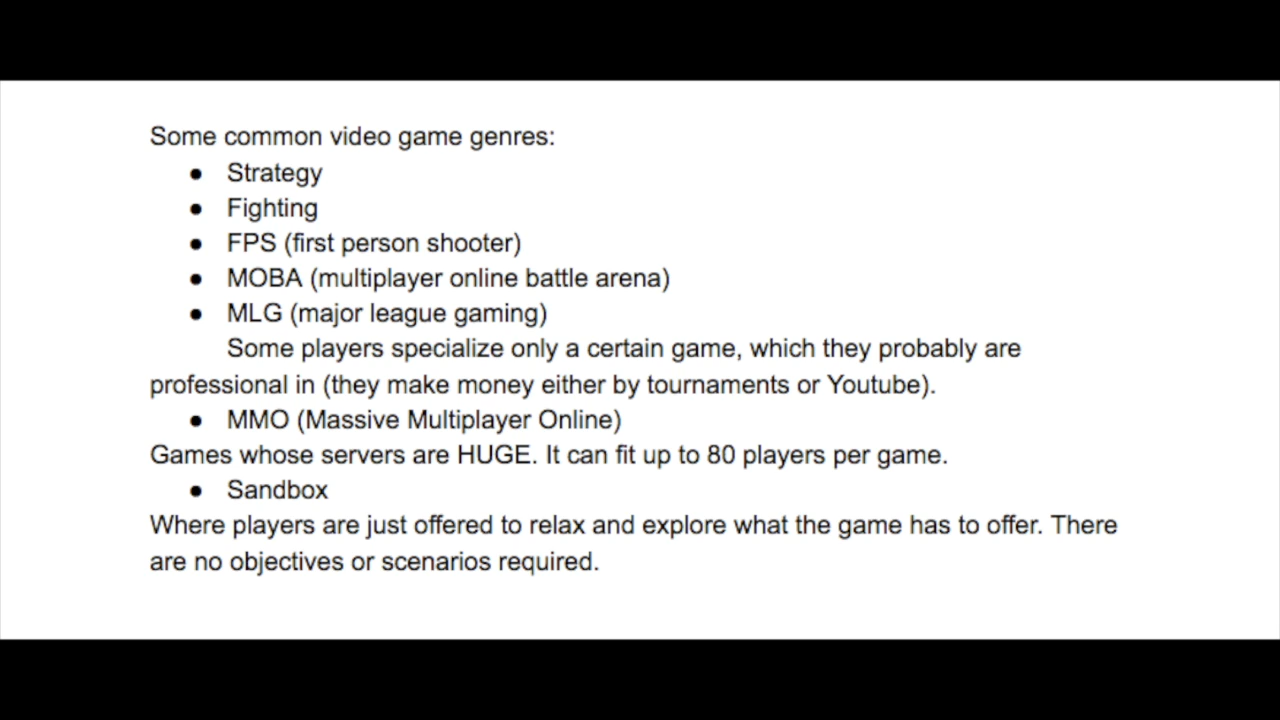 Some common video game genres:
● Strategy
● Fighting
● FPS (first person shooter)
● MOBA (multiplayer online battle arena)
● MLG (major league gaming)
Some players specialize only a certain game, which they probably are
professional in (they make money either by tournaments or Youtube).
● MMO (Massive Multiplayer Online)
Games whose servers are HUGE. It can fit up to 80 players per game.
● Sandbox
Where players are just offered to relax and explore what the game has to offer. There
are no objectives or scenarios required.